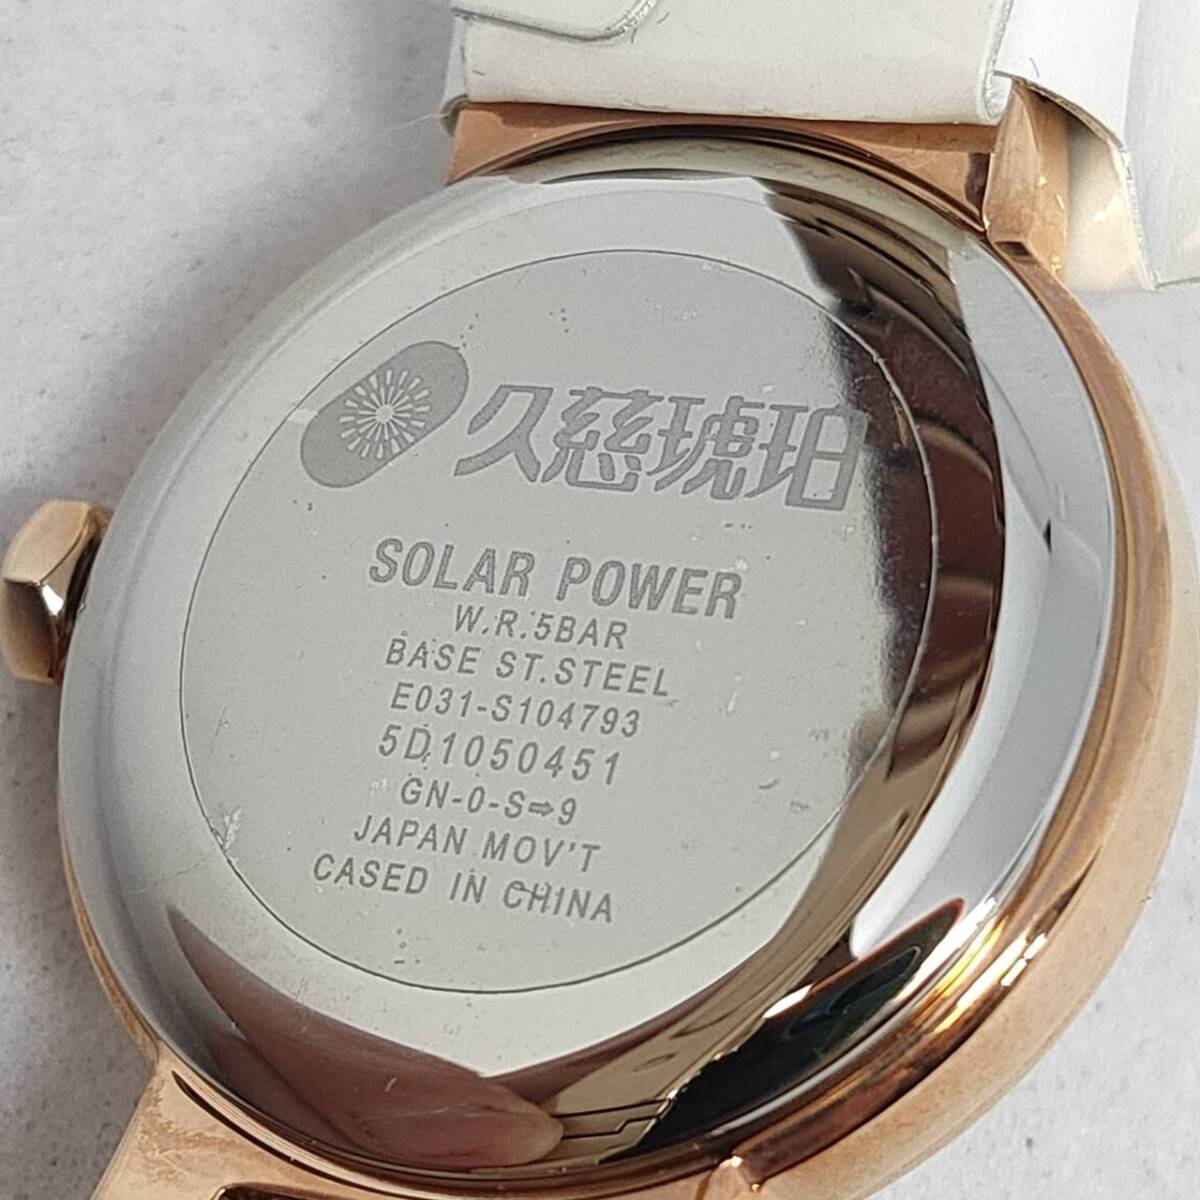 久慈琥珀
SOLAR POWER
W.R.5BAR
BASE ST.STEEL
E031-S104793
5D1050451
GN-0-S⇨9
JAPAN MOV'T
CASED IN CHINA